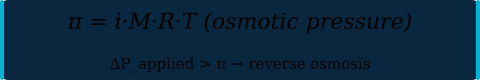 π = i·M·R·T (osmotic pressure)
ΔP_applied > π → reverse osmosis